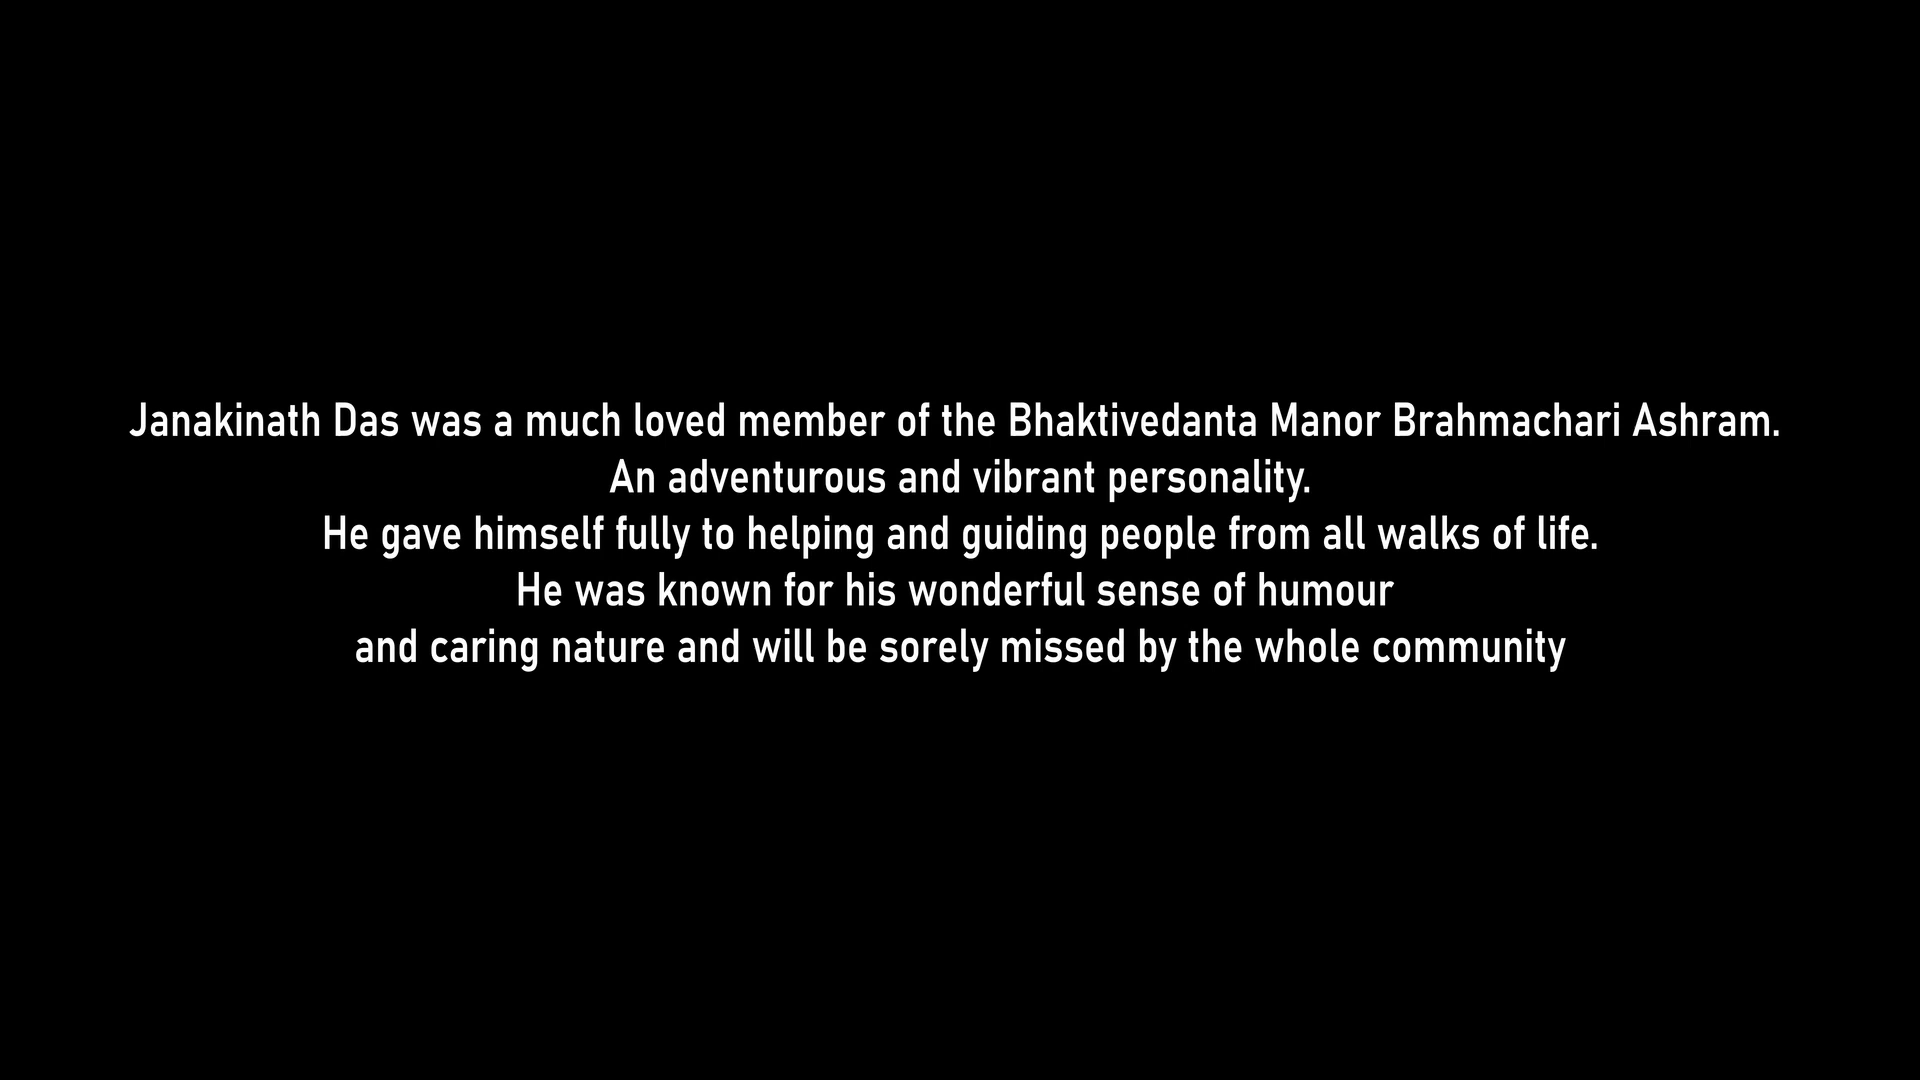 Janakinath Das was a much loved member of the Bhaktivedanta Manor Brahmachari Ashram.
An adventurous and vibrant personality.
He gave himself fully to helping and guiding people from all walks of life.
He was known for his wonderful sense of humour
and caring nature and will be sorely missed by the whole community